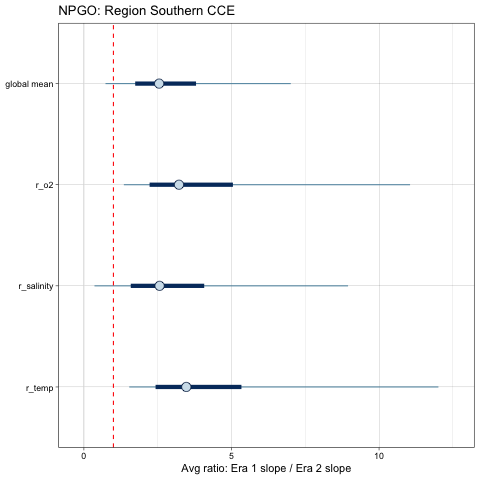 NPGO: Region Southern CCE
global mean
r_o2
r_salinity
r_temp
0 5 10
Avg ratio: Era 1 slope / Era 2 slope